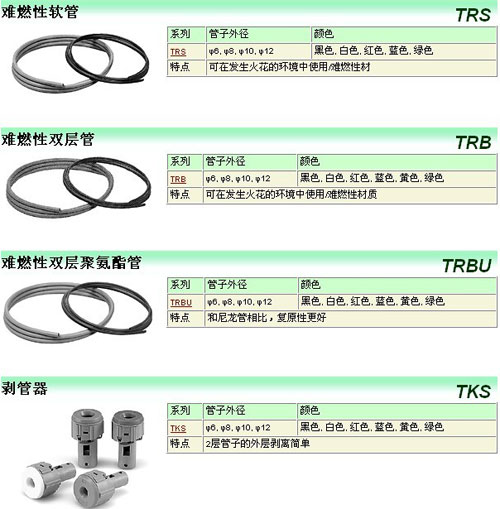 难燃性软管 TRS
系列 管子外径 颜色
TRS φ6, φ8, φ10, φ12 黑色, 白色, 红色, 蓝色, 绿色
特点 可在发生火花的环境中使用/难燃性材
难燃性双层管 TRB
系列 管子外径 颜色
TRB φ6, φ8, φ10, φ12 黑色, 白色, 红色, 蓝色, 黄色, 绿色
特点 可在发生火花的环境中使用/难燃性材质
难燃性双层聚氨酯管 TRBU
系列 管子外径 颜色
TRBU φ6, φ8, φ10, φ12 黑色, 白色, 红色, 蓝色, 黄色, 绿色
特点 和尼龙管相比，复原性更好
剥管器 TKS
系列 管子外径 颜色
TKS φ6, φ8, φ10, φ12 黑色, 白色, 红色, 蓝色, 黄色, 绿色
特点 2层管子的外层剥离简单